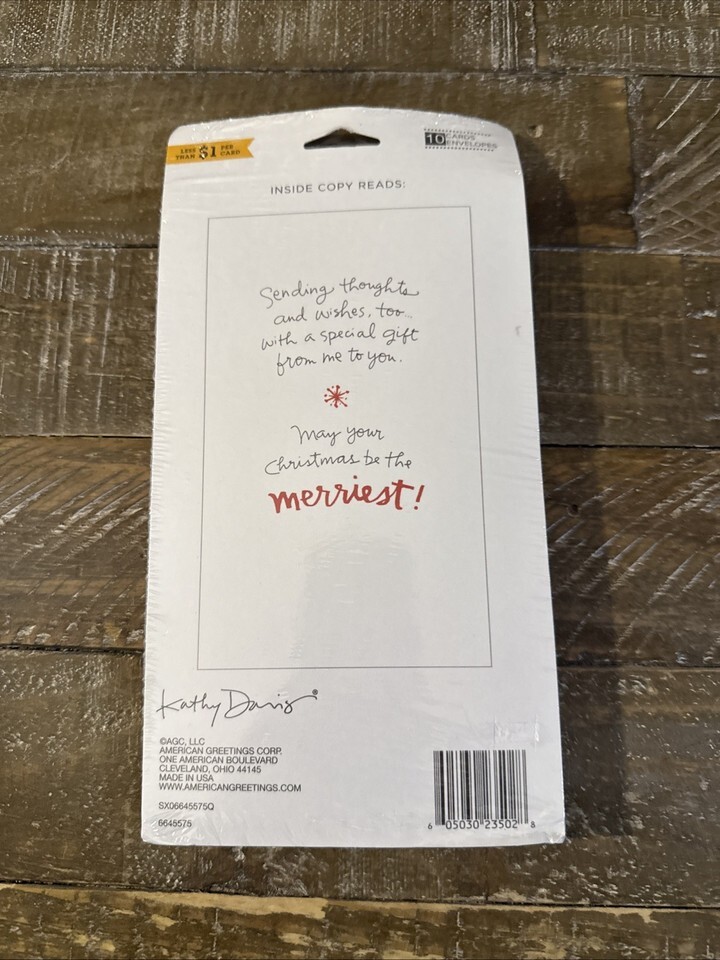 LESS THAN $1 PER CARD!
10 CARDS ENVELOPES
INSIDE COPY READS:
Sending thoughts
and wishes, too...
with a special gift
from me to you.
May your
Christmas be the
merriest!
Kathy Davis®
©AGC, LLC
AMERICAN GREETINGS CORP.
ONE AMERICAN BOULEVARD
CLEVELAND, OHIO 44145
MADE IN USA
WWW.AMERICANGREETINGS.COM
SX06645575Q
6645575
6 05030 23502 8